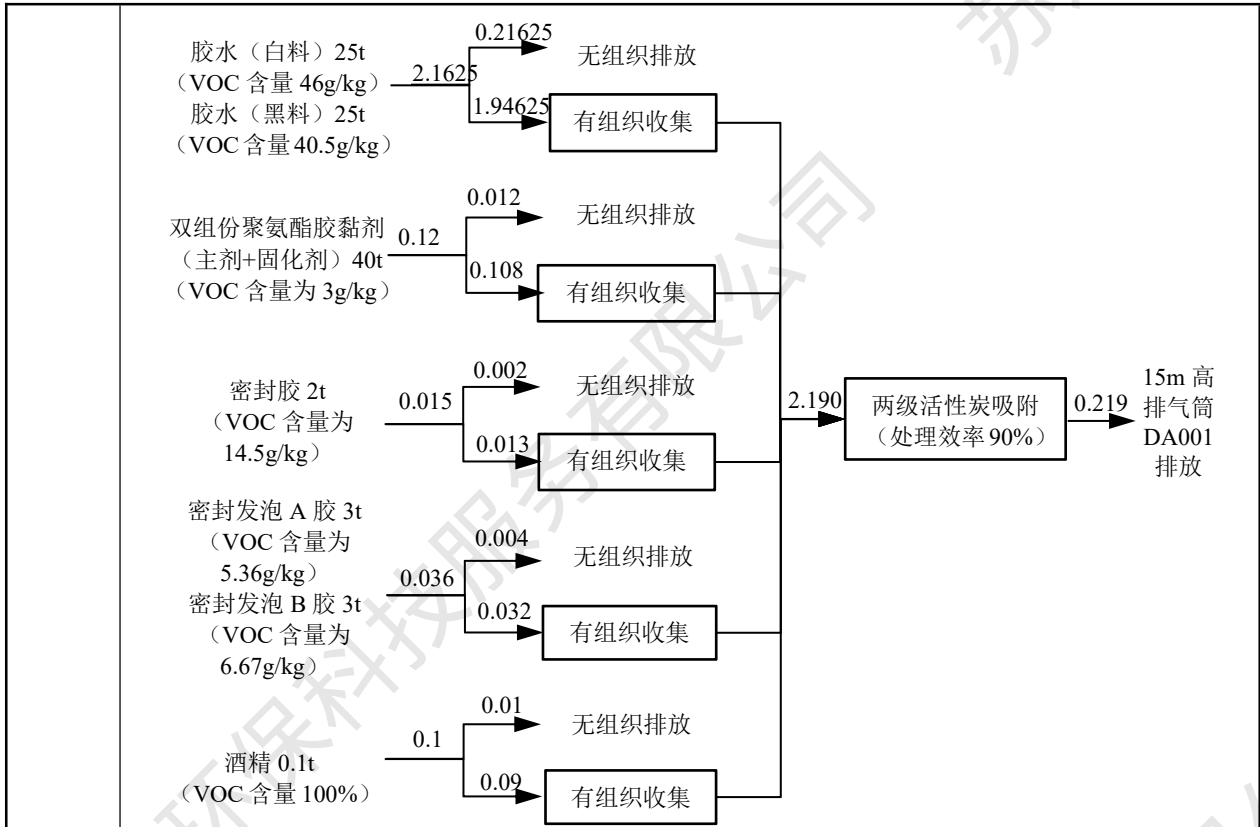 胶水（白料）25t
（VOC 含量 46g/kg）
胶水（黑料）25t
（VOC 含量 40.5g/kg）
2.1625
0.21625
无组织排放
1.94625
有组织收集
双组份聚氨酯胶黏剂
（主剂+固化剂）40t
（VOC 含量为 3g/kg）
0.12
0.012
无组织排放
0.108
有组织收集
密封胶 2t
（VOC 含量为
14.5g/kg）
0.015
0.002
无组织排放
0.013
有组织收集
密封发泡 A 胶 3t
（VOC 含量为
5.36g/kg）
密封发泡 B 胶 3t
（VOC 含量为
6.67g/kg）
0.036
0.004
无组织排放
0.032
有组织收集
酒精 0.1t
（VOC 含量 100%）
0.1
0.01
无组织排放
0.09
有组织收集
2.190
两级活性炭吸附
（处理效率 90%）
0.219
15m 高
排气筒
DA001
排放
环保科技服务有限公司